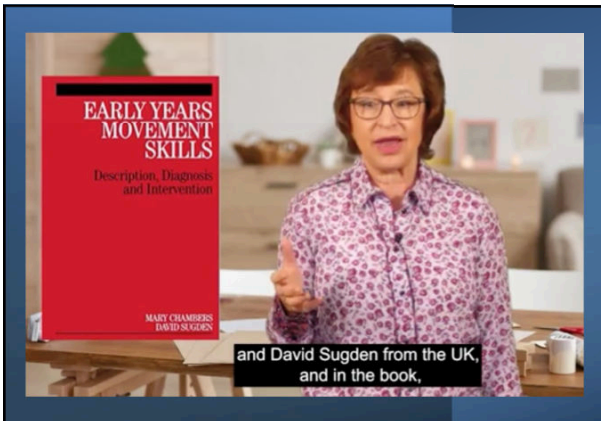 EARLY YEARS
MOVEMENT
SKILLS
Description, Diagnosis
and Intervention
MARY CHAMBERS
DAVID SUGDEN
and David Sugden from the UK,
and in the book,